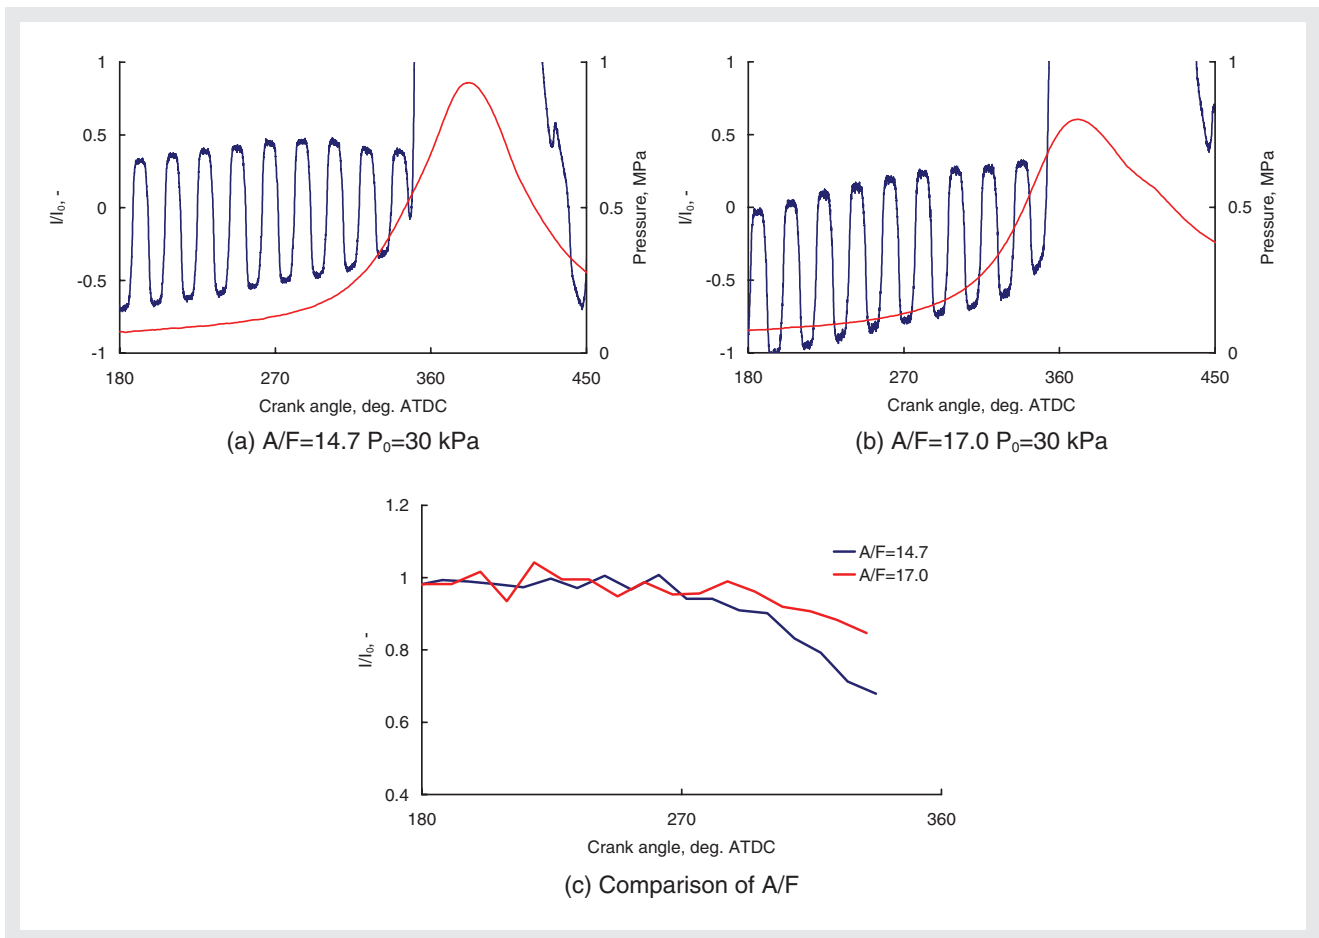 1
0.5
0
-0.5
-1
I/I₀, -
1
0.5
0
Pressure, MPa
180
270
360
450
Crank angle, deg. ATDC
(a) A/F=14.7 P₀=30 kPa
1
0.5
0
-0.5
-1
I/I₀, -
1
0.5
0
Pressure, MPa
180
270
360
450
Crank angle, deg. ATDC
(b) A/F=17.0 P₀=30 kPa
1.2
1
0.8
0.6
0.4
I/I₀, -
A/F=14.7
A/F=17.0
180
270
360
Crank angle, deg. ATDC
(c) Comparison of A/F